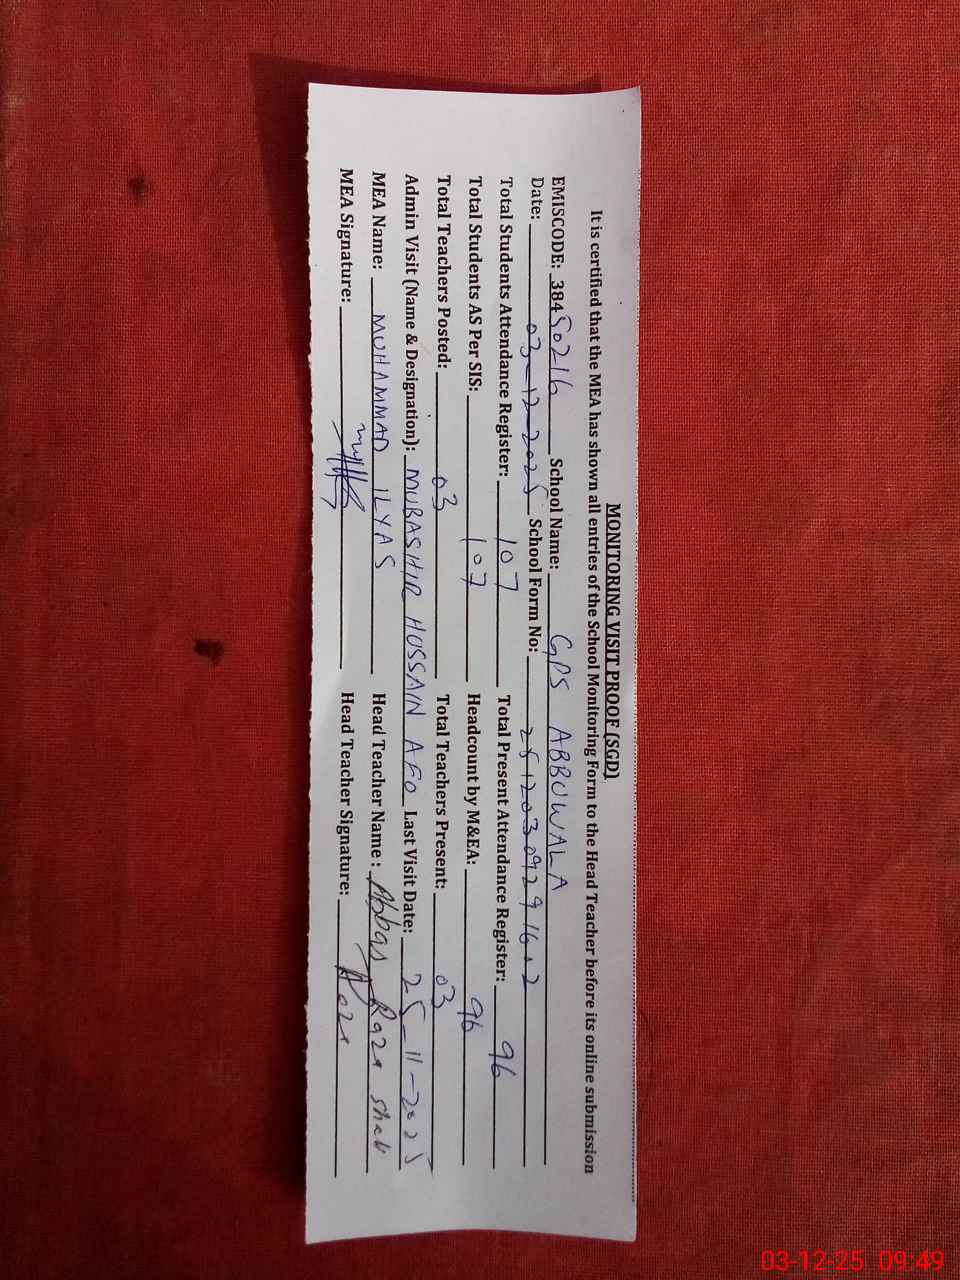 MONITORING VISIT PROOF (SGD)
It is certified that the MEA has shown all entries of the School Monitoring Form to the Head Teacher before its online submission
EMISCODE: 38450216 School Name: GPS ABBUWALA
Date: 03-12-2025 School Form No:
Total Students Attendance Register: 107 Total Present Attendance Register: 96
Total Students AS Per SIS: 107 Headcount by M&EA: 96
Total Teachers Posted: 03 Total Teachers Present: 03
Admin Visit (Name & Designation): MUBASHIR HUSSAIN AEO Last Visit Date: 25-11-2025
MEA Name: MUHAMMAD ILYAS Head Teacher Name: Abbas Raza Shah
MEA Signature: Head Teacher Signature:
03-12-25 09:49